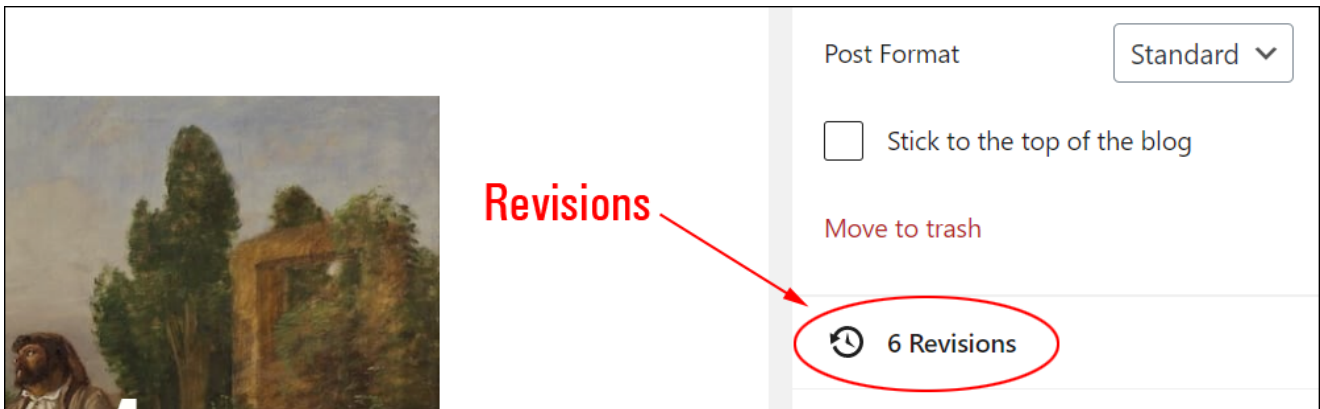 Post Format
Standard
Stick to the top of the blog
Revisions
Move to trash
6 Revisions